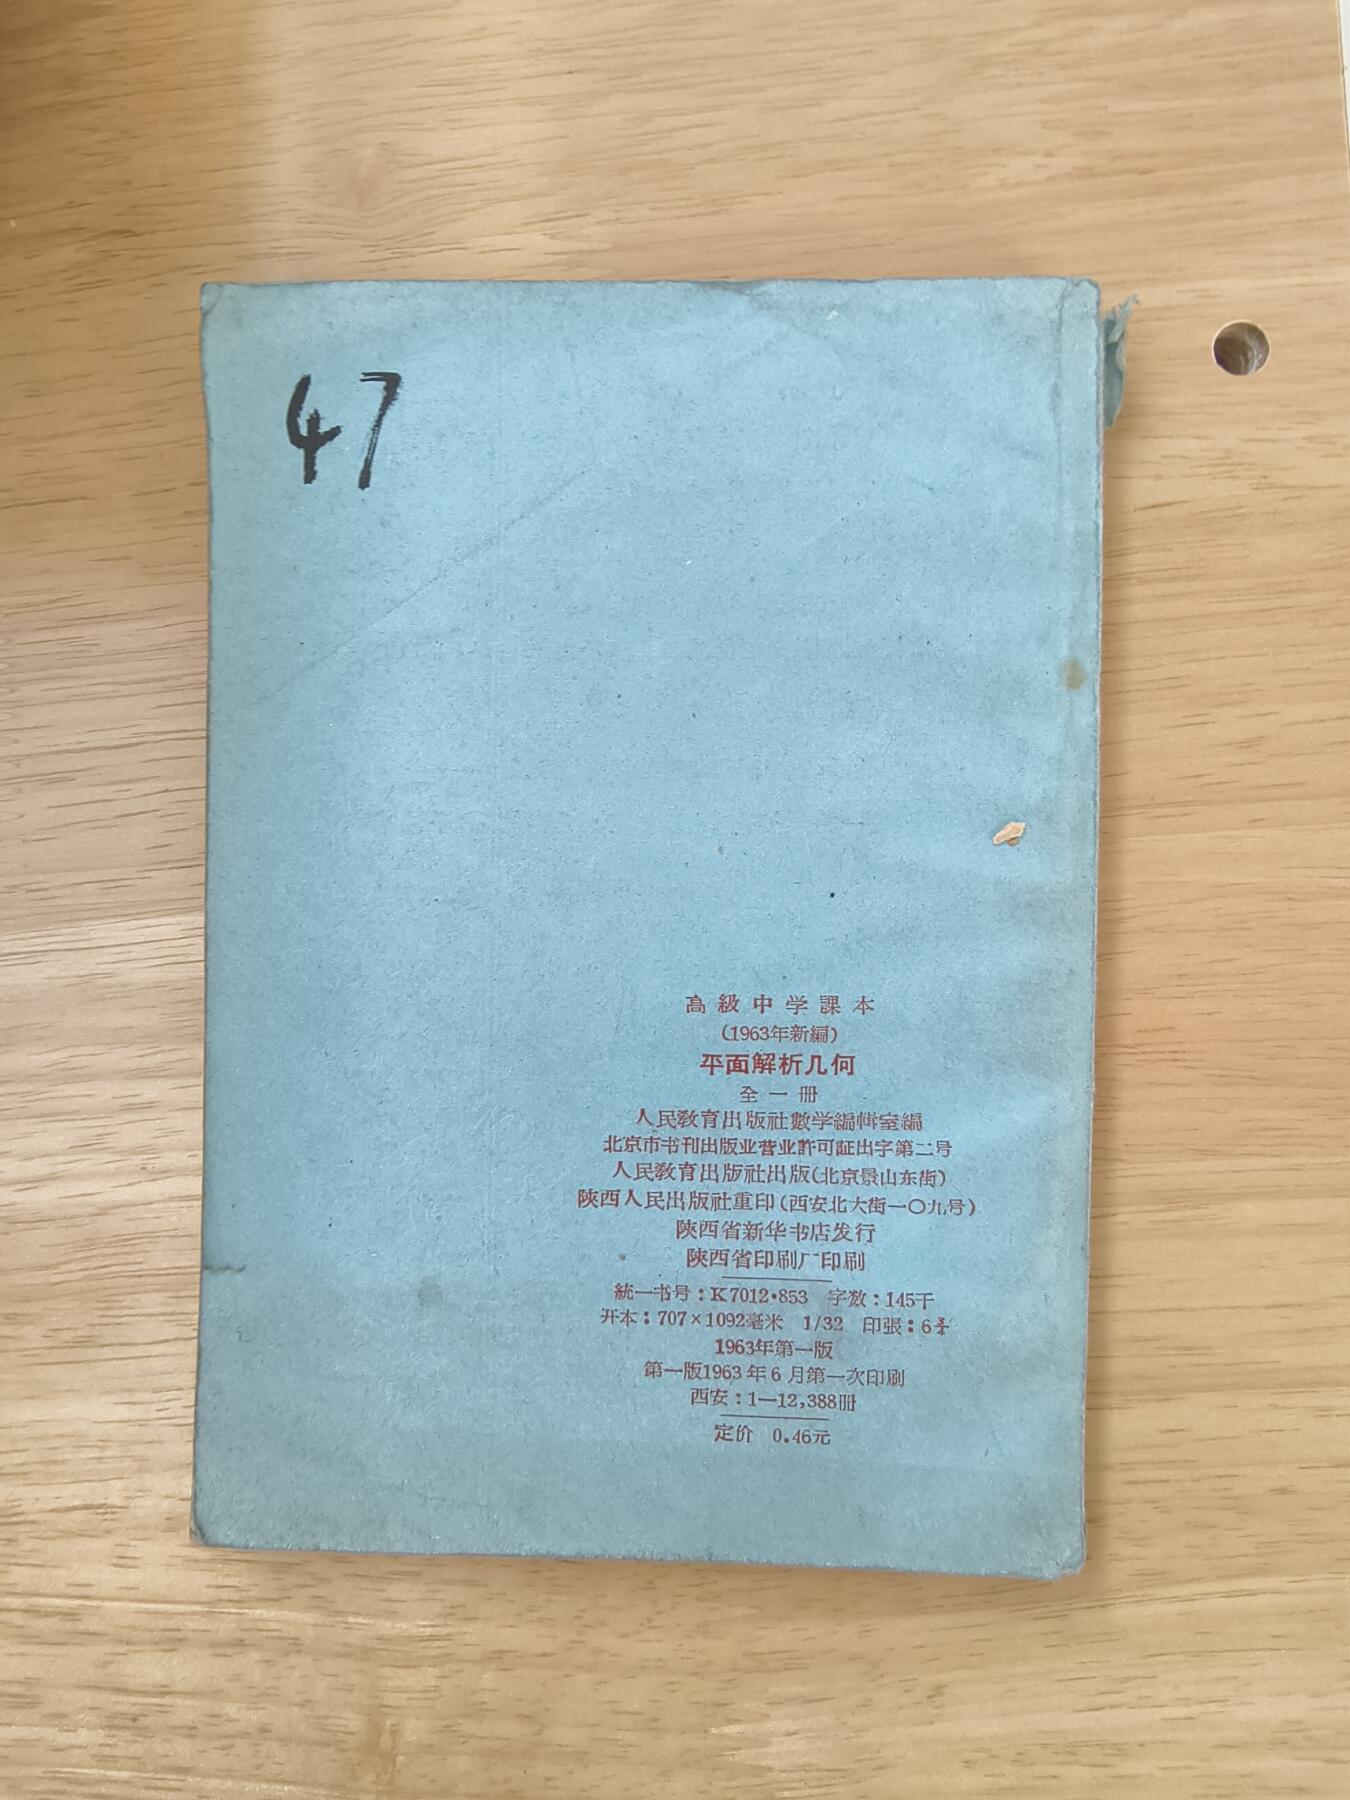 47
高級中学課本
(1963年新編)
平面解析几何
全一册
人民教育出版社數学編輯室編
北京市书刊出版业营业許可証出字第二号
人民教育出版社出版(北京景山东街)
陝西人民出版社重印(西安北大街一〇九号)
陝西省新华书店发行
陝西省印刷厂印刷
統一书号:K7012·853 字数:145千
开本:707×1092毫米 1/32 印張:6
1963年第一版
第一版1963年6月第一次印刷
西安:1—12,388册
定价 0.46元